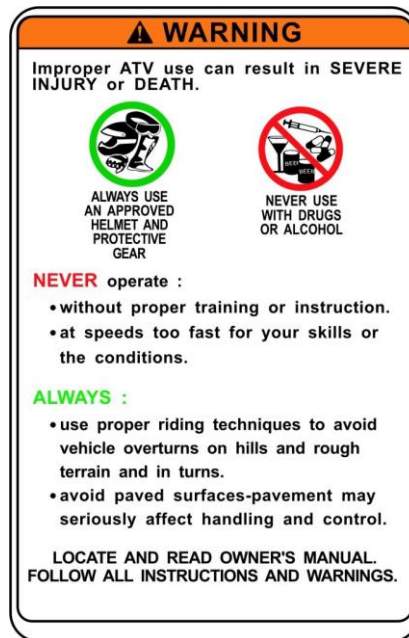 WARNING
Improper ATV use can result in SEVERE
INJURY or DEATH.
ALWAYS USE
AN APPROVED
HELMET AND
PROTECTIVE
GEAR
BEER
BEER
NEVER USE
WITH DRUGS
OR ALCOHOL
NEVER operate :
• without proper training or instruction.
• at speeds too fast for your skills or
the conditions.
ALWAYS :
• use proper riding techniques to avoid
vehicle overturns on hills and rough
terrain and in turns.
• avoid paved surfaces-pavement may
seriously affect handling and control.
LOCATE AND READ OWNER'S MANUAL.
FOLLOW ALL INSTRUCTIONS AND WARNINGS.